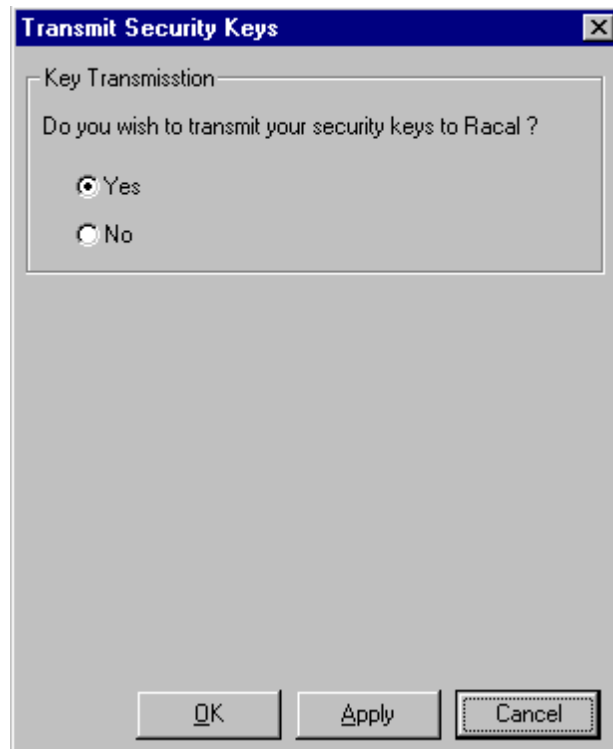 Transmit Security Keys
Key Transmisstion
Do you wish to transmit your security keys to Racal ?
Yes
No
OK
Apply
Cancel